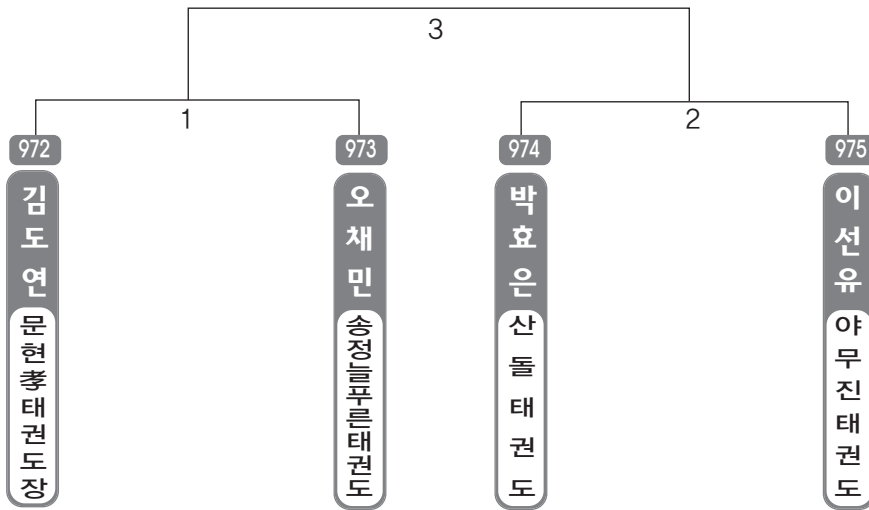 3
1
2
972
973
974
975
김도연
오채민
박효은
이선유
문현孝태권도장
송정늘푸른태권도
산돌태권도
야무진태권도